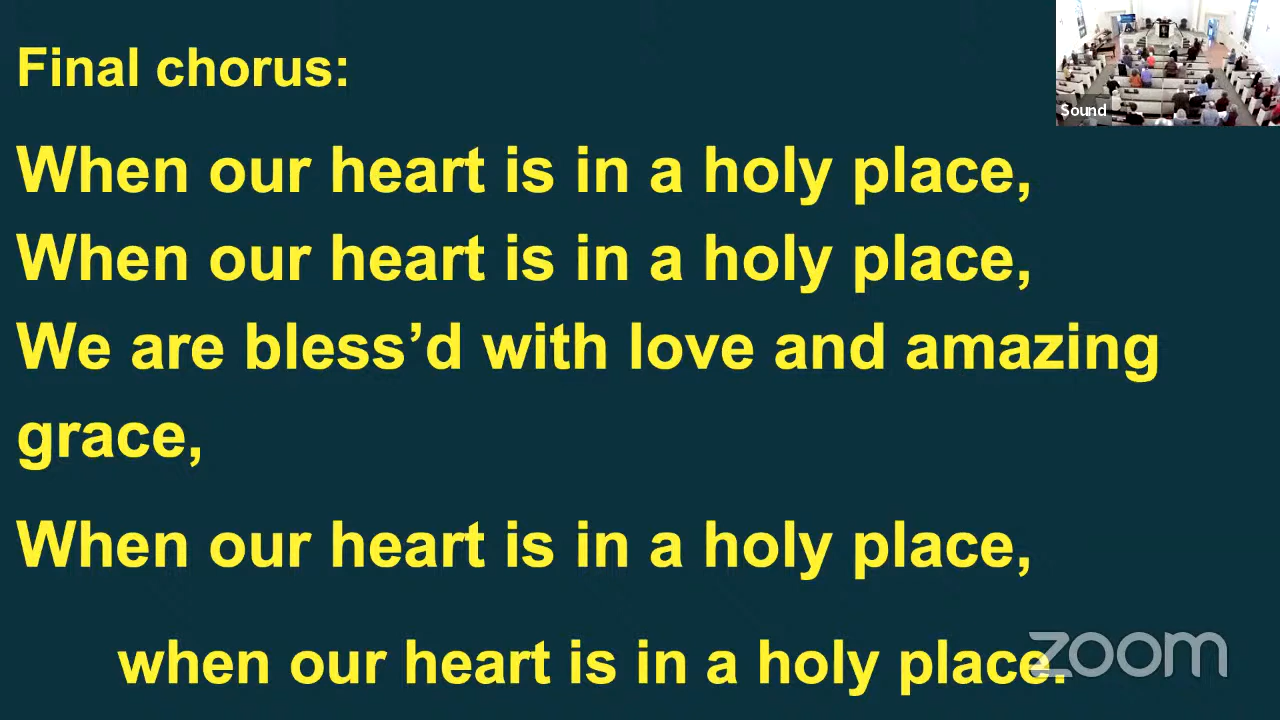 Final chorus:
Sound
When our heart is in a holy place,
When our heart is in a holy place,
We are bless’d with love and amazing
grace,
When our heart is in a holy place,
when our heart is in a holy place.
zoom